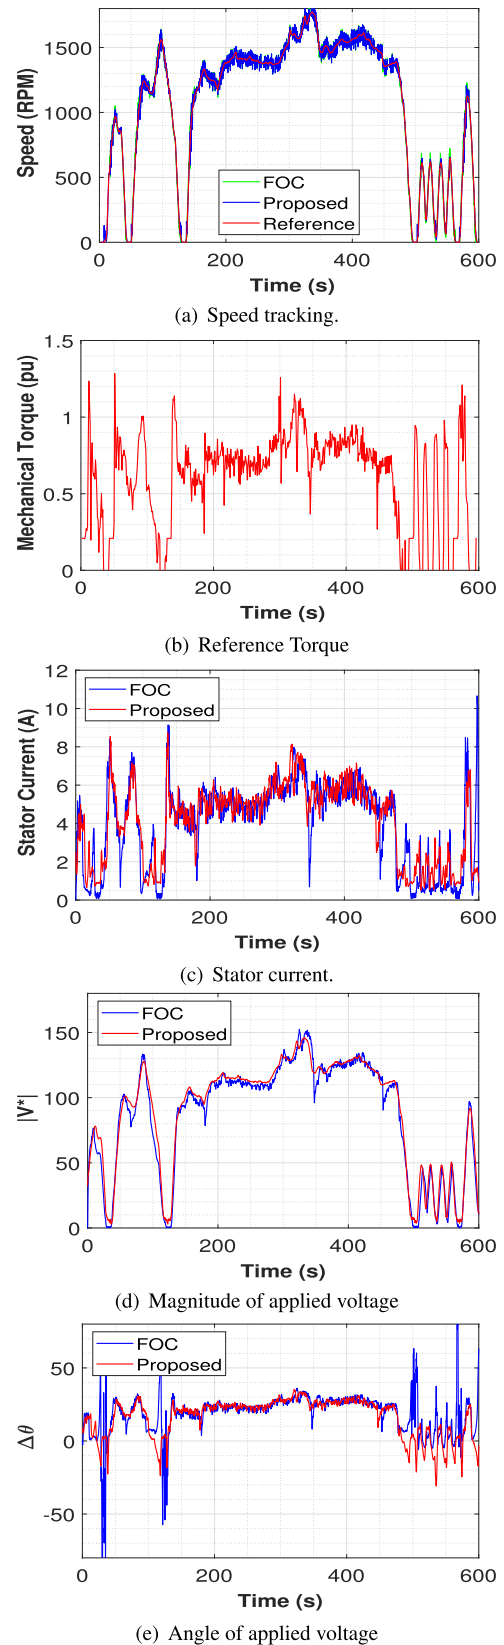 1500
1000
500
0
Speed (RPM)
FOC
Proposed
Reference
0 200 400 600
Time (s)
(a) Speed tracking.
1.5
1
0.5
0
Mechanical Torque (pu)
0 200 400 600
Time (s)
(b) Reference Torque
12
10
8
6
4
2
0
Stator Current (A)
FOC
Proposed
0 200 400 600
Time (s)
(c) Stator current.
150
100
50
0
|V*|
FOC
Proposed
0 200 400 600
Time (s)
(d) Magnitude of applied voltage
50
0
-50
Δθ
FOC
Proposed
0 200 400 600
Time (s)
(e) Angle of applied voltage